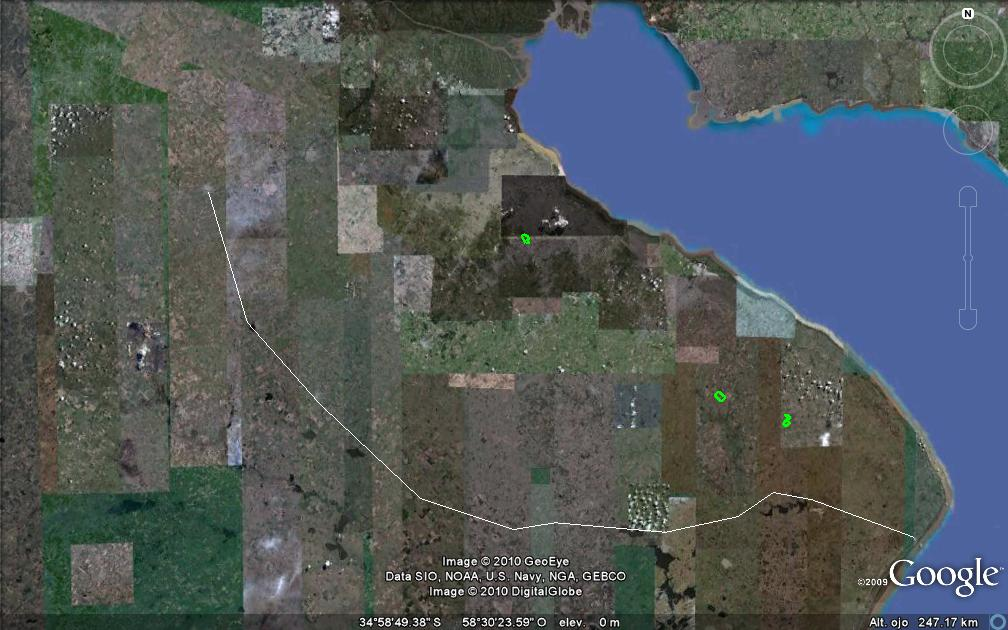 N
Image © 2010 GeoEye
Data SIO, NOAA, U.S. Navy, NGA, GEBCO
Image © 2010 DigitalGlobe
©2009 Google™
34°58'49.38" S 58°30'23.59" O elev. 0 m Alt. ojo 247.17 km